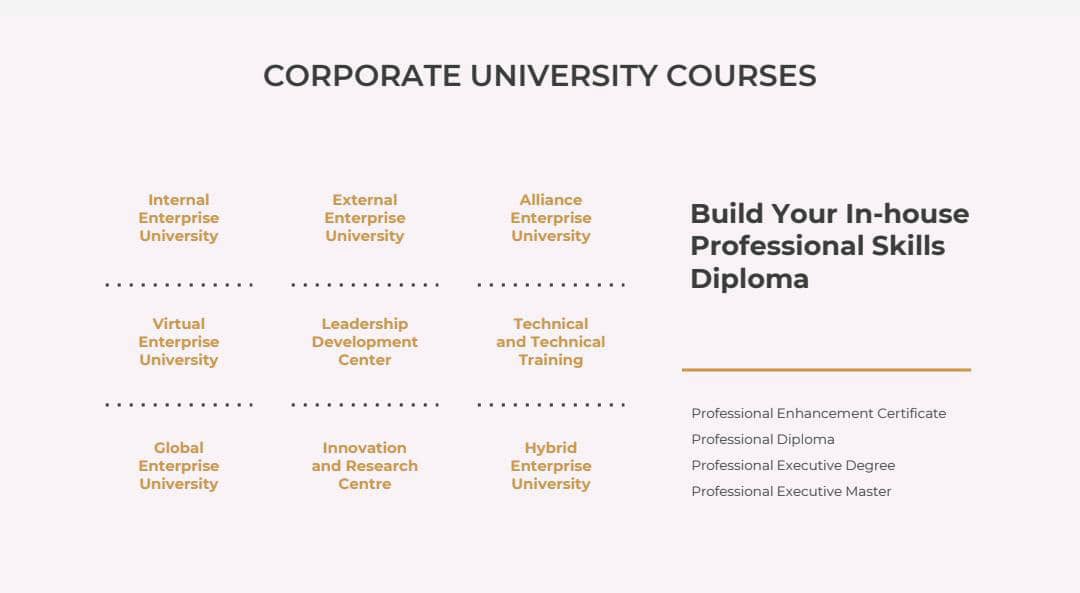 CORPORATE UNIVERSITY COURSES
Internal
Enterprise
University
External
Enterprise
University
Alliance
Enterprise
University
Virtual
Enterprise
University
Leadership
Development
Center
Technical
and Technical
Training
Global
Enterprise
University
Innovation
and Research
Centre
Hybrid
Enterprise
University
Build Your In-house
Professional Skills
Diploma
Professional Enhancement Certificate
Professional Diploma
Professional Executive Degree
Professional Executive Master